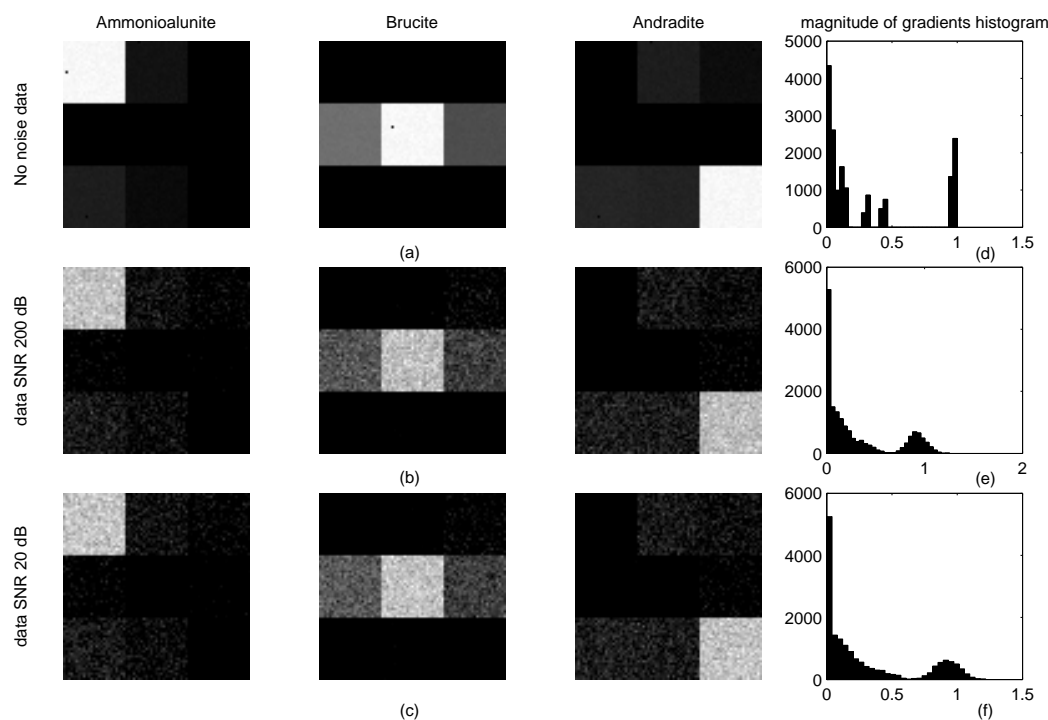 Ammonioalunite Brucite Andradite magnitude of gradients histogram
No noise data
5000
4000
3000
2000
1000
0
0 0.5 1 1.5
(a) (d)
data SNR 200 dB
6000
4000
2000
0
0 1 2
(b) (e)
data SNR 20 dB
6000
4000
2000
0
0 0.5 1 1.5
(c) (f)